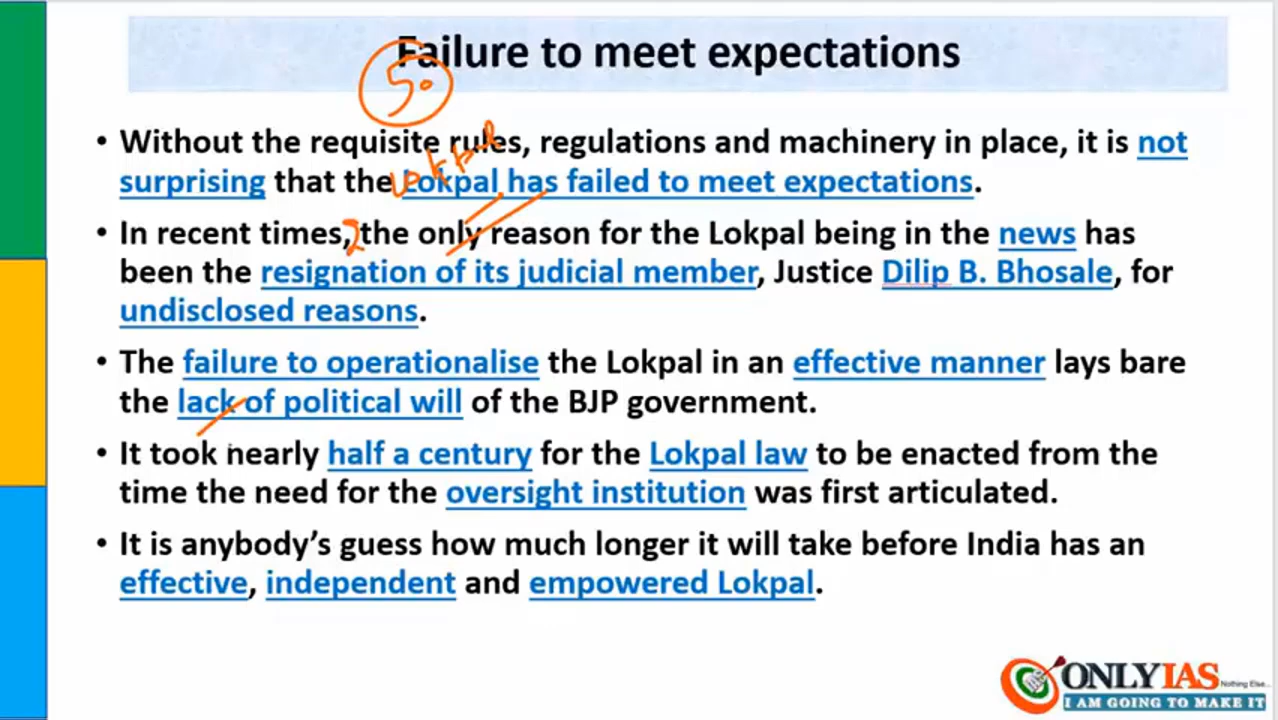 Failure to meet expectations
50
• Without the requisite rules, regulations and machinery in place, it is not
surprising that the Lokpal has failed to meet expectations.
Lokpal
• In recent times, the only reason for the Lokpal being in the news has
2
been the resignation of its judicial member, Justice Dilip B. Bhosale, for
undisclosed reasons.
• The failure to operationalise the Lokpal in an effective manner lays bare
the lack of political will of the BJP government.
• It took nearly half a century for the Lokpal law to be enacted from the
time the need for the oversight institution was first articulated.
• It is anybody's guess how much longer it will take before India has an
effective, independent and empowered Lokpal.
ONLYIAS
Nothing Else...
I AM GOING TO MAKE IT